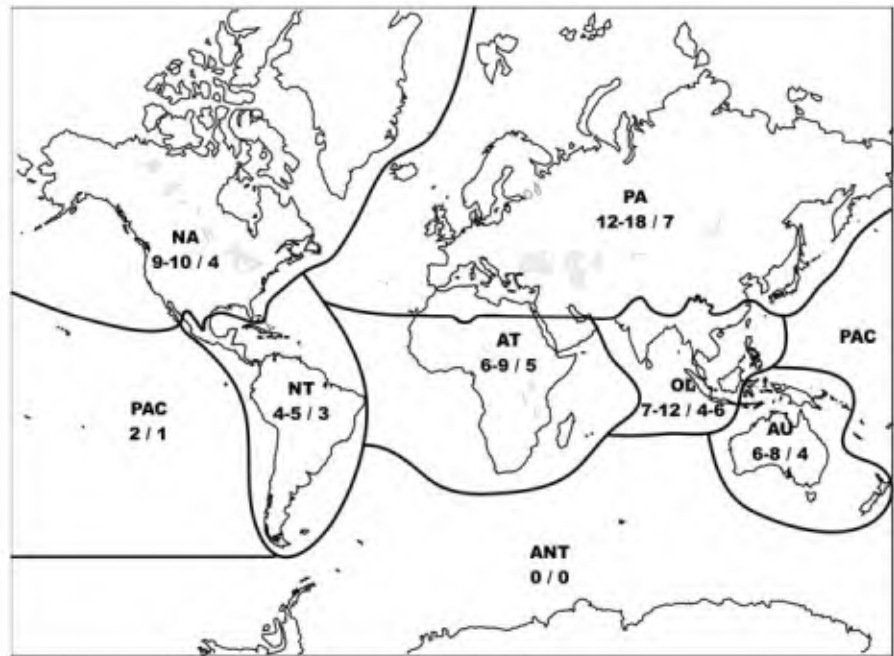 PA
12-18 / 7
NA
9-10 / 4
PAC
AT
6-9 / 5
NT
4-5 / 3
OL
7-12 / 4-6
PAC
2 / 1
AU
6-8 / 4
ANT
0 / 0